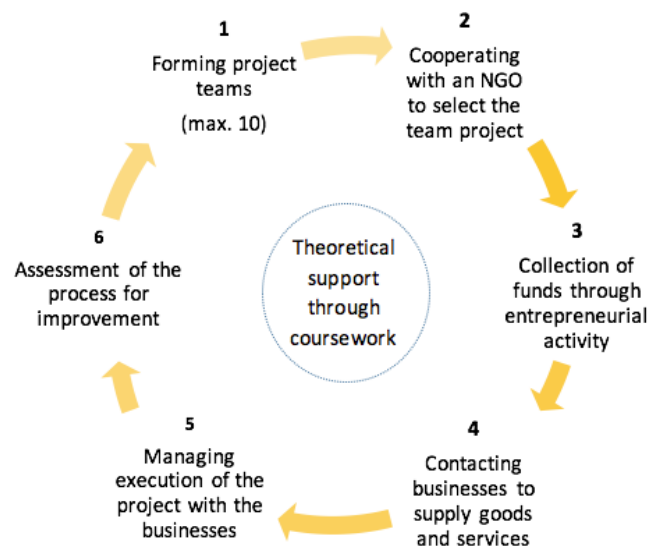 1
Forming project
teams
(max. 10)
2
Cooperating
with an NGO
to select the
team project
3
Collection of
funds through
entrepreneurial
activity
4
Contacting
businesses to
supply goods
and services
5
Managing
execution of the
project with the
businesses
6
Assessment of the
process for
improvement
Theoretical
support
through
coursework